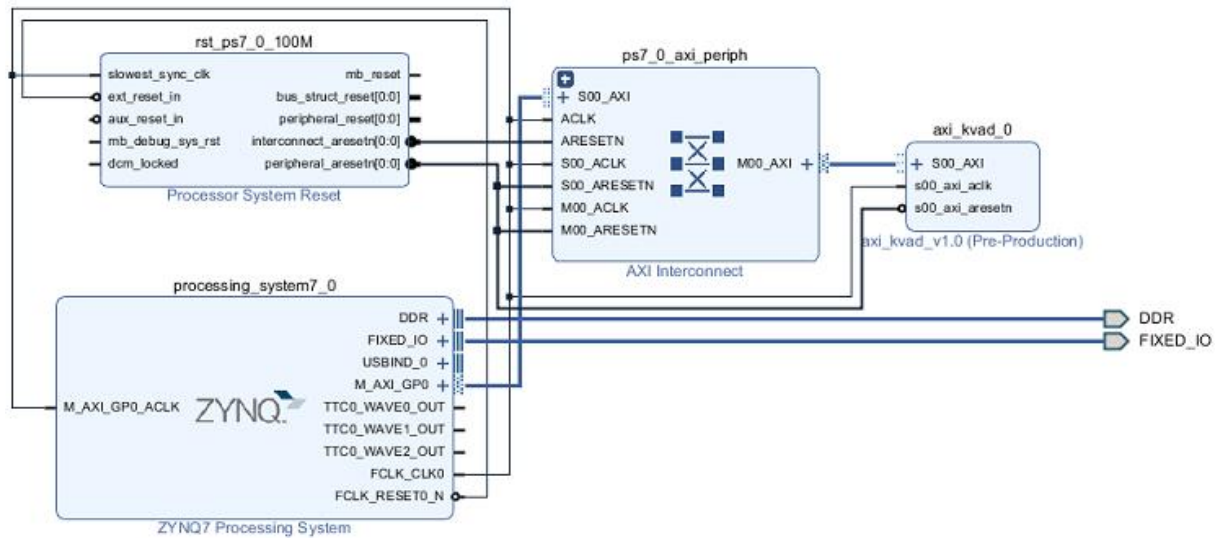 rst_ps7_0_100M
slowest_sync_clk
ext_reset_in
aux_reset_in
mb_debug_sys_rst
dcm_locked
mb_reset
bus_struct_reset[0:0]
peripheral_reset[0:0]
interconnect_aresetn[0:0]
peripheral_aresetn[0:0]
Processor System Reset
ps7_0_axi_periph
S00_AXI
ACLK
ARESETN
S00_ACLK
S00_ARESETN
M00_ACLK
M00_ARESETN
M00_AXI
AXI Interconnect
axi_kvad_0
S00_AXI
s00_axi_aclk
s00_axi_aresetn
axi_kvad_v1.0 (Pre-Production)
processing_system7_0
M_AXI_GP0_ACLK
ZYNQ
DDR
FIXED_IO
USBIND_0
M_AXI_GP0
TTC0_WAVE0_OUT
TTC0_WAVE1_OUT
TTC0_WAVE2_OUT
FCLK_CLK0
FCLK_RESET0_N
ZYNQ7 Processing System
DDR
FIXED_IO